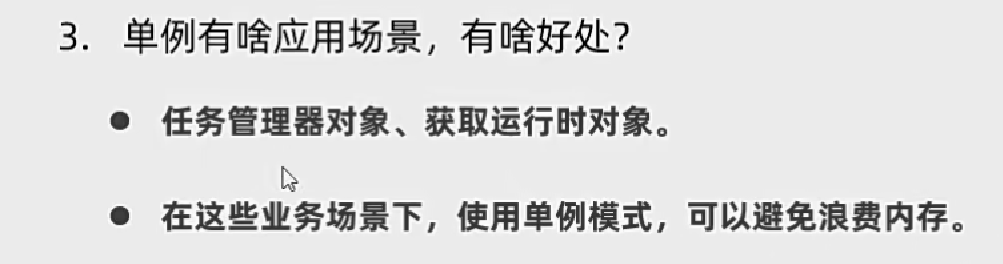 3. 单例有啥应用场景，有啥好处？
● 任务管理器对象、获取运行时对象。
● 在这些业务场景下，使用单例模式，可以避免浪费内存。